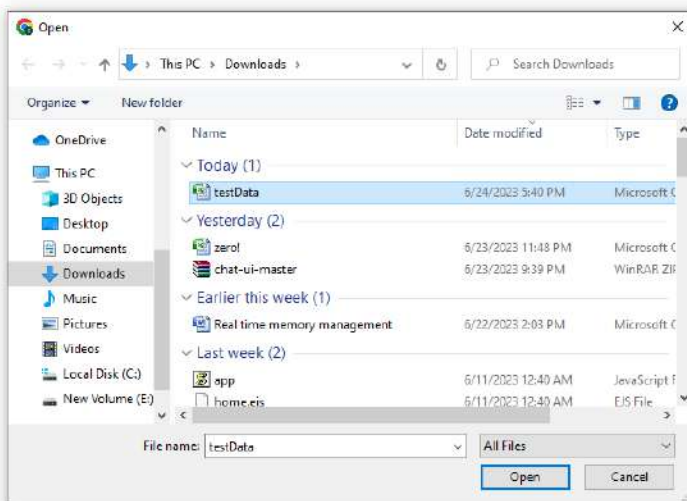 Open
This PC > Downloads >
Search Downloads
Organize
New folder
OneDrive
This PC
3D Objects
Desktop
Documents
Downloads
Music
Pictures
Videos
Local Disk (C:)
New Volume (E:)
Name Date modified Type
Today (1)
testData 6/24/2023 5:40 PM Microsoft
Yesterday (2)
zero! 6/23/2023 11:48 PM Microsoft
chat-ui-master 6/23/2023 9:39 PM WinRAR ZIP
Earlier this week (1)
Real time memory management 6/22/2023 2:03 PM Microsoft
Last week (2)
app 6/11/2023 12:40 AM JavaScript F
home.ejs 6/11/2023 12:40 AM EJS File
File name: testData All Files
Open Cancel